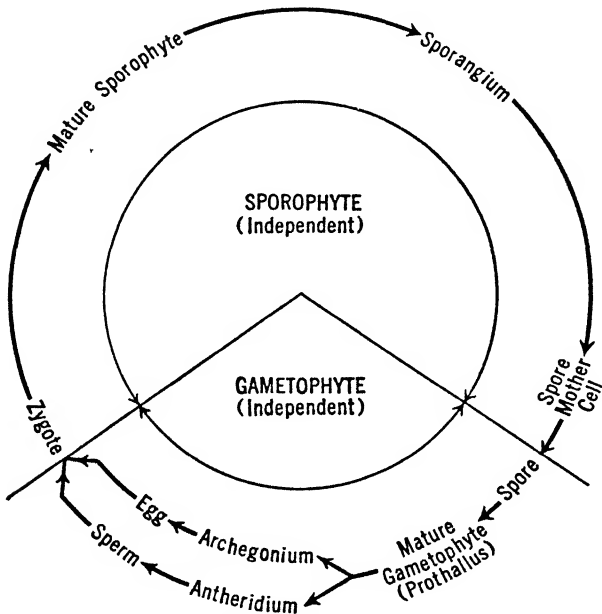 Mature Sporophyte
Sporangium
SPOROPHYTE
(Independent)
GAMETOPHYTE
(Independent)
Zygote
Spore
Mother
Cell
Spore
Egg
Archegonium
Mature
Gametophyte
(Prothallus)
Sperm
Antheridium